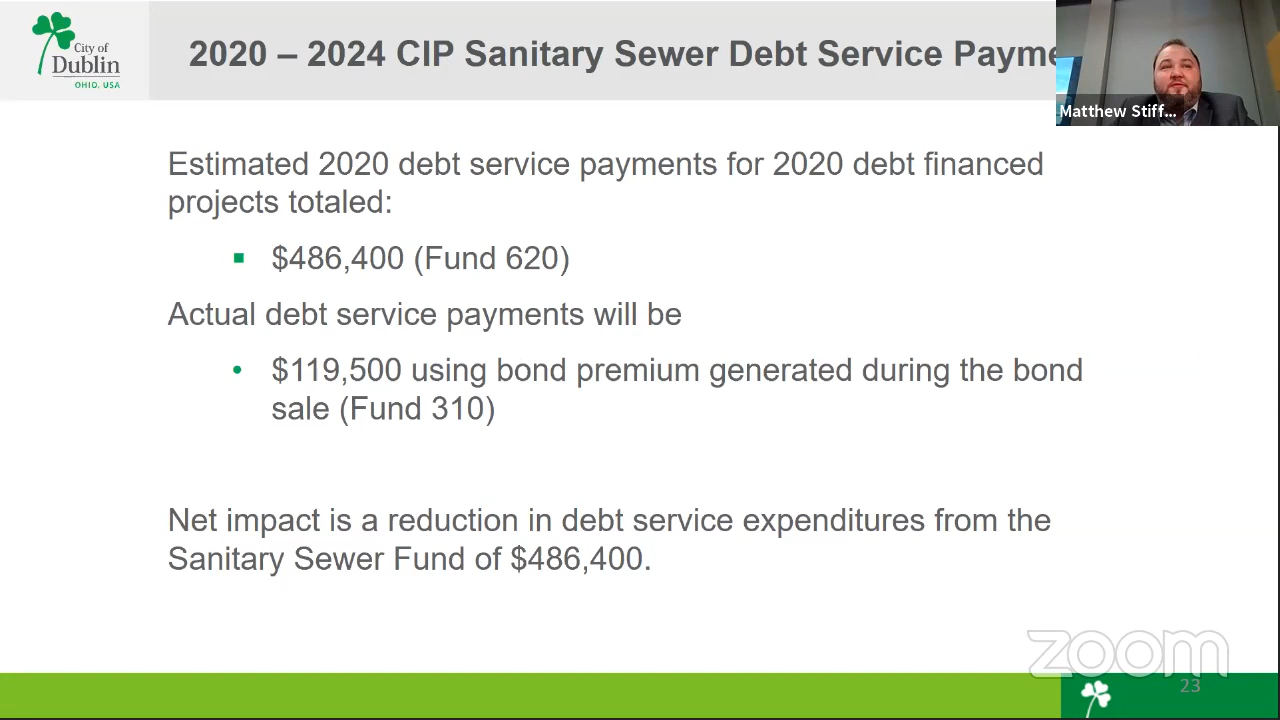 City of
Dublin
OHIO, USA
2020 – 2024 CIP Sanitary Sewer Debt Service Payme
Matthew Stiff...
Estimated 2020 debt service payments for 2020 debt financed
projects totaled:
$486,400 (Fund 620)
Actual debt service payments will be
$119,500 using bond premium generated during the bond
sale (Fund 310)
Net impact is a reduction in debt service expenditures from the
Sanitary Sewer Fund of $486,400.
zoom
23